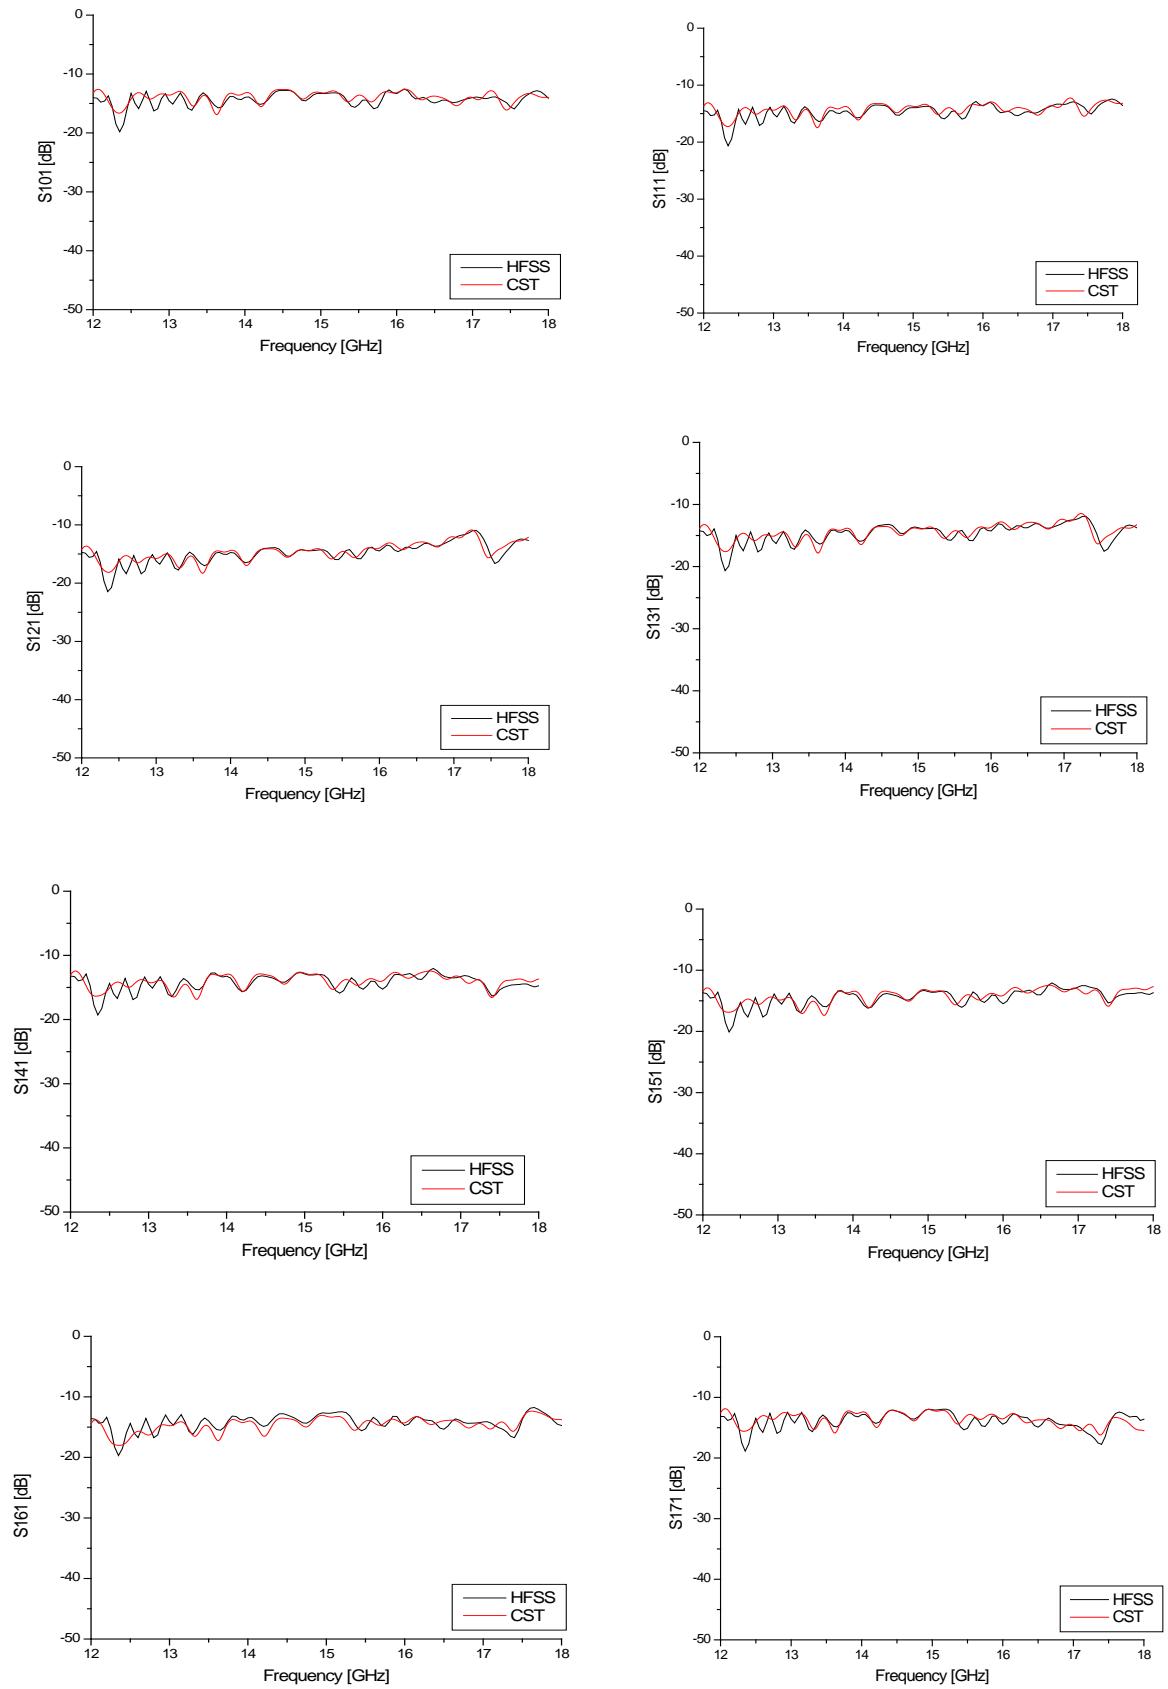 0
-10
-20
-30
-40
-50
S101 [dB]
HFSS
CST
12 13 14 15 16 17 18
Frequency [GHz]
0
-10
-20
-30
-40
-50
S111 [dB]
HFSS
CST
12 13 14 15 16 17 18
Frequency [GHz]
0
-10
-20
-30
-40
-50
S121 [dB]
HFSS
CST
12 13 14 15 16 17 18
Frequency [GHz]
0
-10
-20
-30
-40
-50
S131 [dB]
HFSS
CST
12 13 14 15 16 17 18
Frequency [GHz]
0
-10
-20
-30
-40
-50
S141 [dB]
HFSS
CST
12 13 14 15 16 17 18
Frequency [GHz]
0
-10
-20
-30
-40
-50
S151 [dB]
HFSS
CST
12 13 14 15 16 17 18
Frequency [GHz]
0
-10
-20
-30
-40
-50
S161 [dB]
HFSS
CST
12 13 14 15 16 17 18
Frequency [GHz]
0
-10
-20
-30
-40
-50
S171 [dB]
HFSS
CST
12 13 14 15 16 17 18
Frequency [GHz]